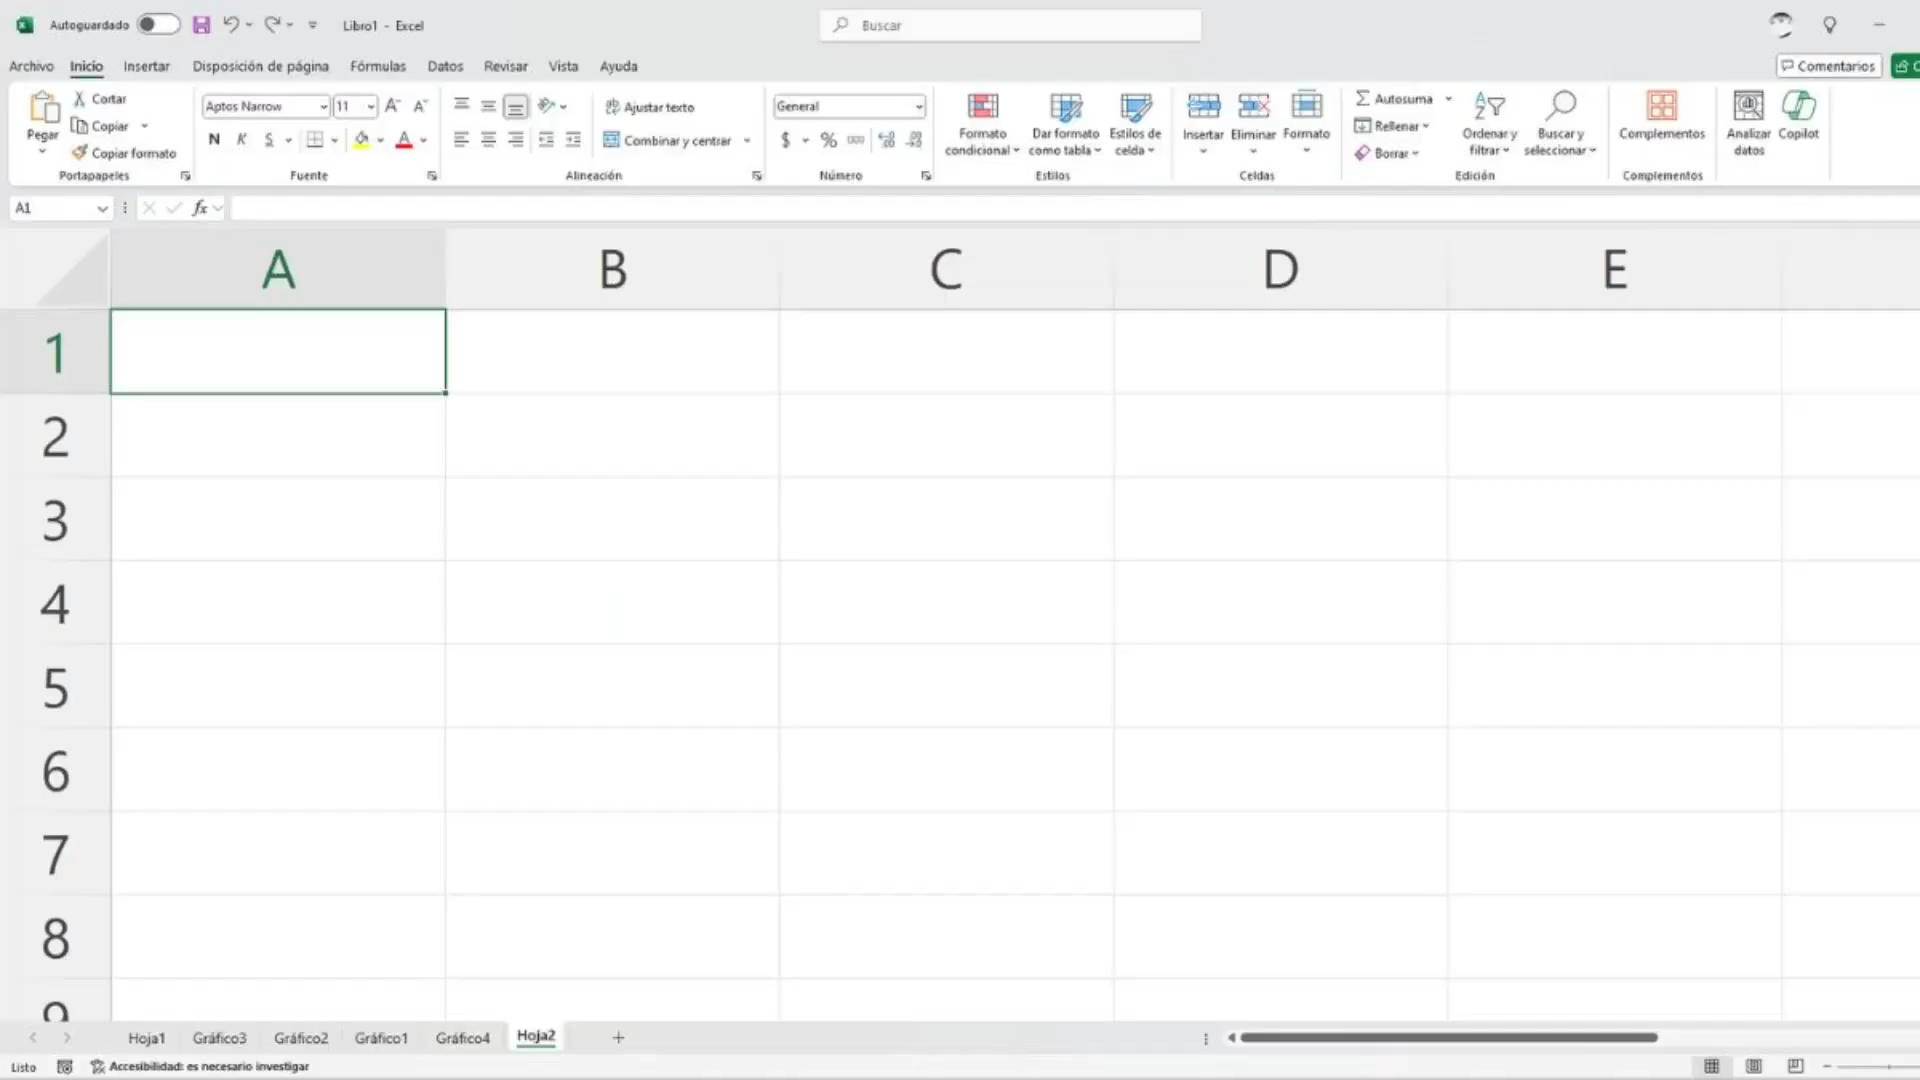 Autoguardado Libro1 - Excel Buscar
Archivo Inicio Insertar Disposición de página Fórmulas Datos Revisar Vista Ayuda Comentarios
Pegar Cortar Copiar Copiar formato Portapapeles
Aptos Narrow 11 N K S A Fuente
Ajustar texto Combinar y centrar Alineación
General $ % 000 Número
Formato condicional Dar formato como tabla Estilos de celda Estilos
Insertar Eliminar Formato Celdas
Autosuma Rellenar Borrar Ordenar y filtrar Buscar y seleccionar Edición
Complementos Complementos
Analizar datos Copilot
A1 fx
A B C D E
1
2
3
4
5
6
7
8
9
Hoja1 Gráfico3 Gráfico2 Gráfico1 Gráfico4 Hoja2 +
Listo Accesibilidad: es necesario investigar